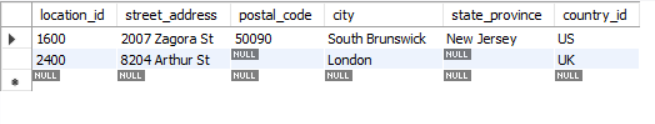 location_id street_address postal_code city state_province country_id
1600 2007 Zagora St 50090 South Brunswick New Jersey US
2400 8204 Arthur St NULL London NULL UK
NULL NULL NULL NULL NULL NULL